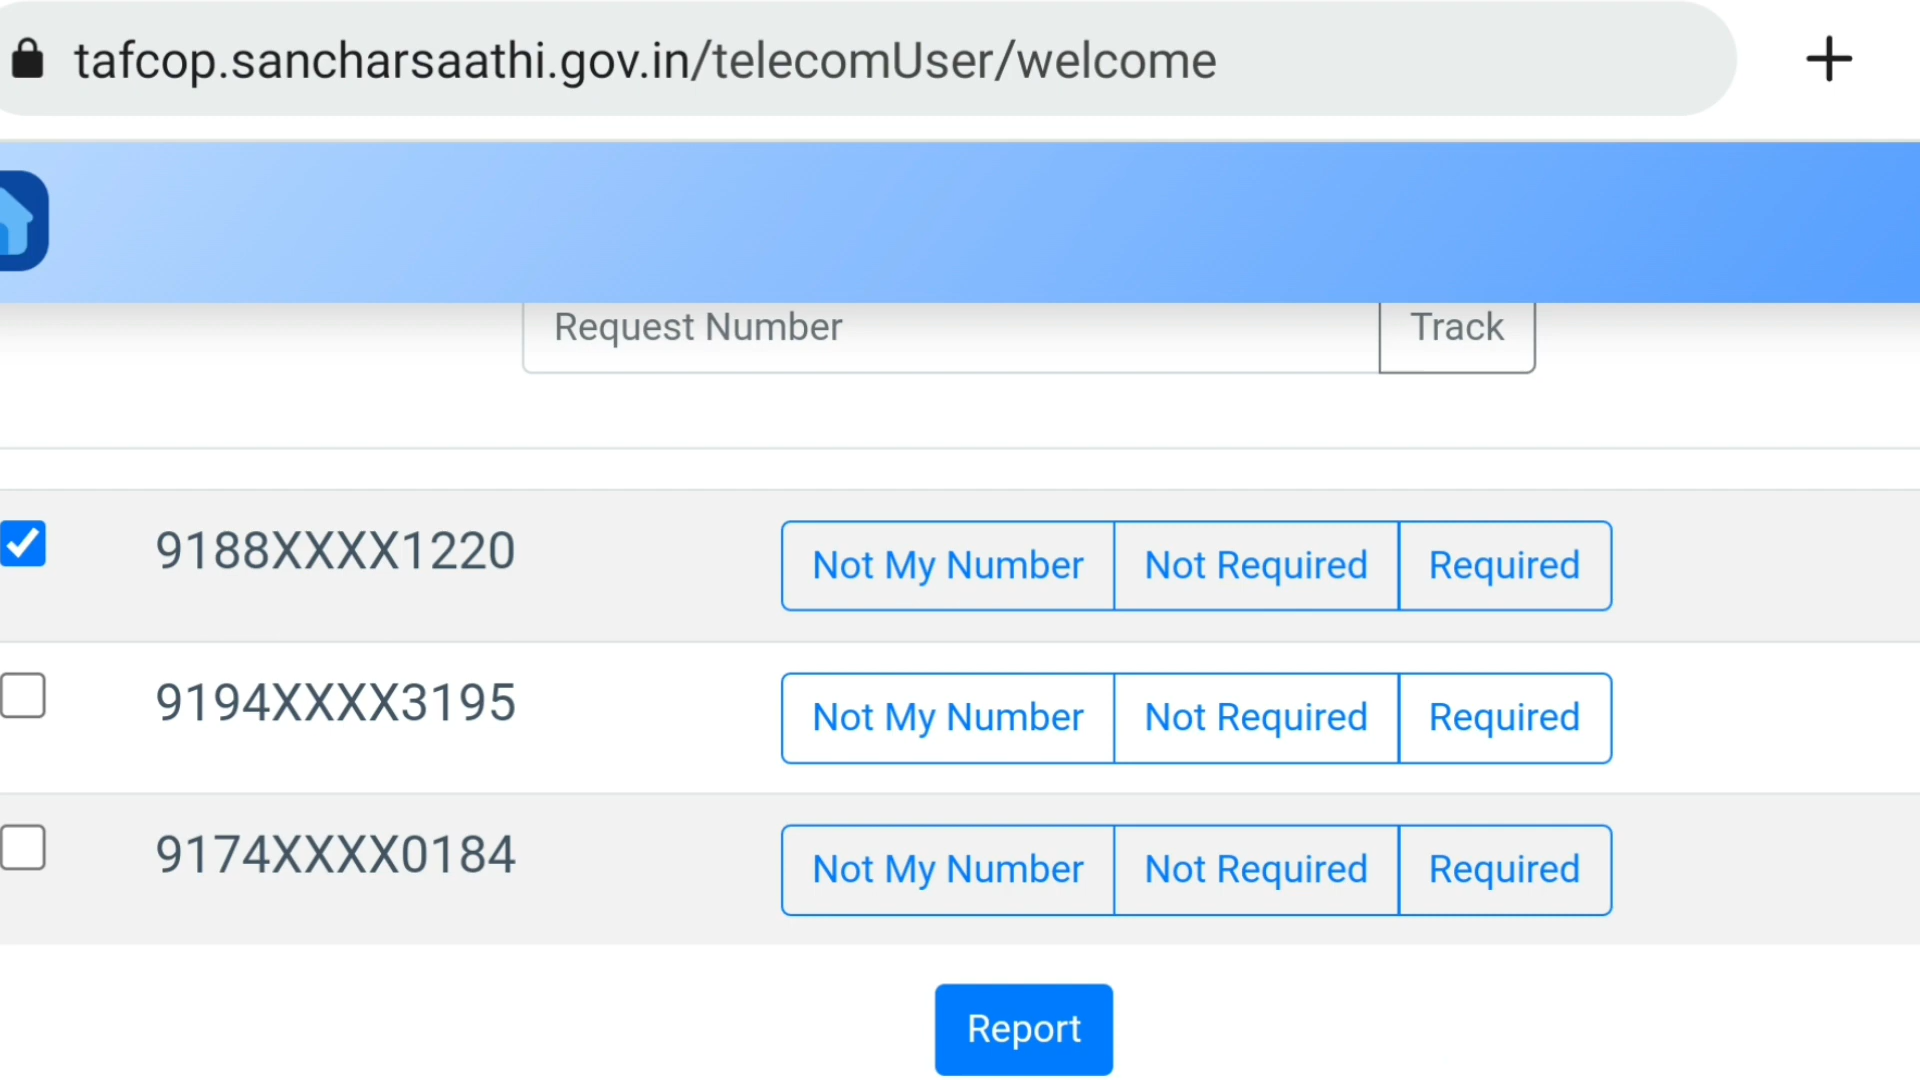 tafcop.sancharsaathi.gov.in/telecomUser/welcome
Request Number Track
9188XXXX1220 Not My Number Not Required Required
9194XXXX3195 Not My Number Not Required Required
9174XXXX0184 Not My Number Not Required Required
Report